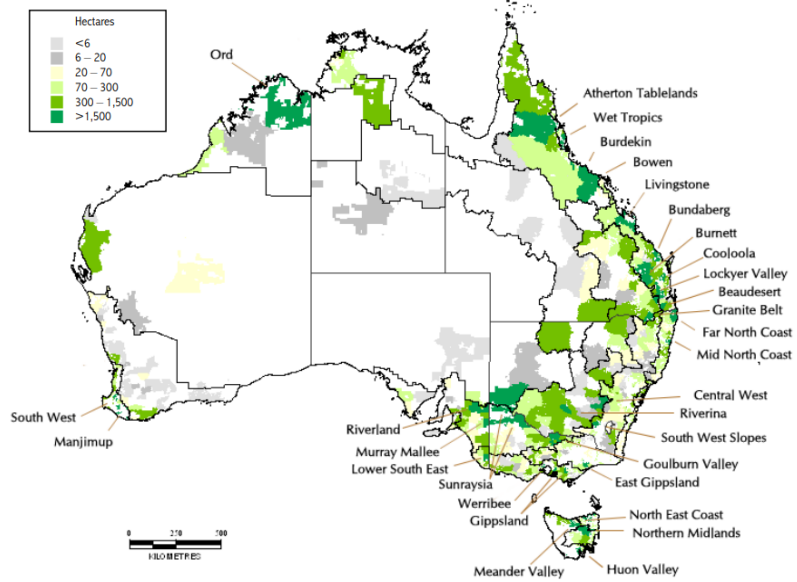 Hectares
<6
6 – 20
20 – 70
70 – 300
300 – 1,500
>1,500
Ord
Atherton Tablelands
Wet Tropics
Burdekin
Bowen
Livingstone
Bundaberg
Burnett
Cooloola
Lockyer Valley
Beaudesert
Granite Belt
Far North Coast
Mid North Coast
Central West
Riverina
South West Slopes
Goulburn Valley
East Gippsland
South West
Manjimup
Riverland
Murray Mallee
Lower South East
Sunraysia
Werribee
Gippsland
North East Coast
Northern Midlands
Meander Valley
Huon Valley
0 250 500
KILOMETRES